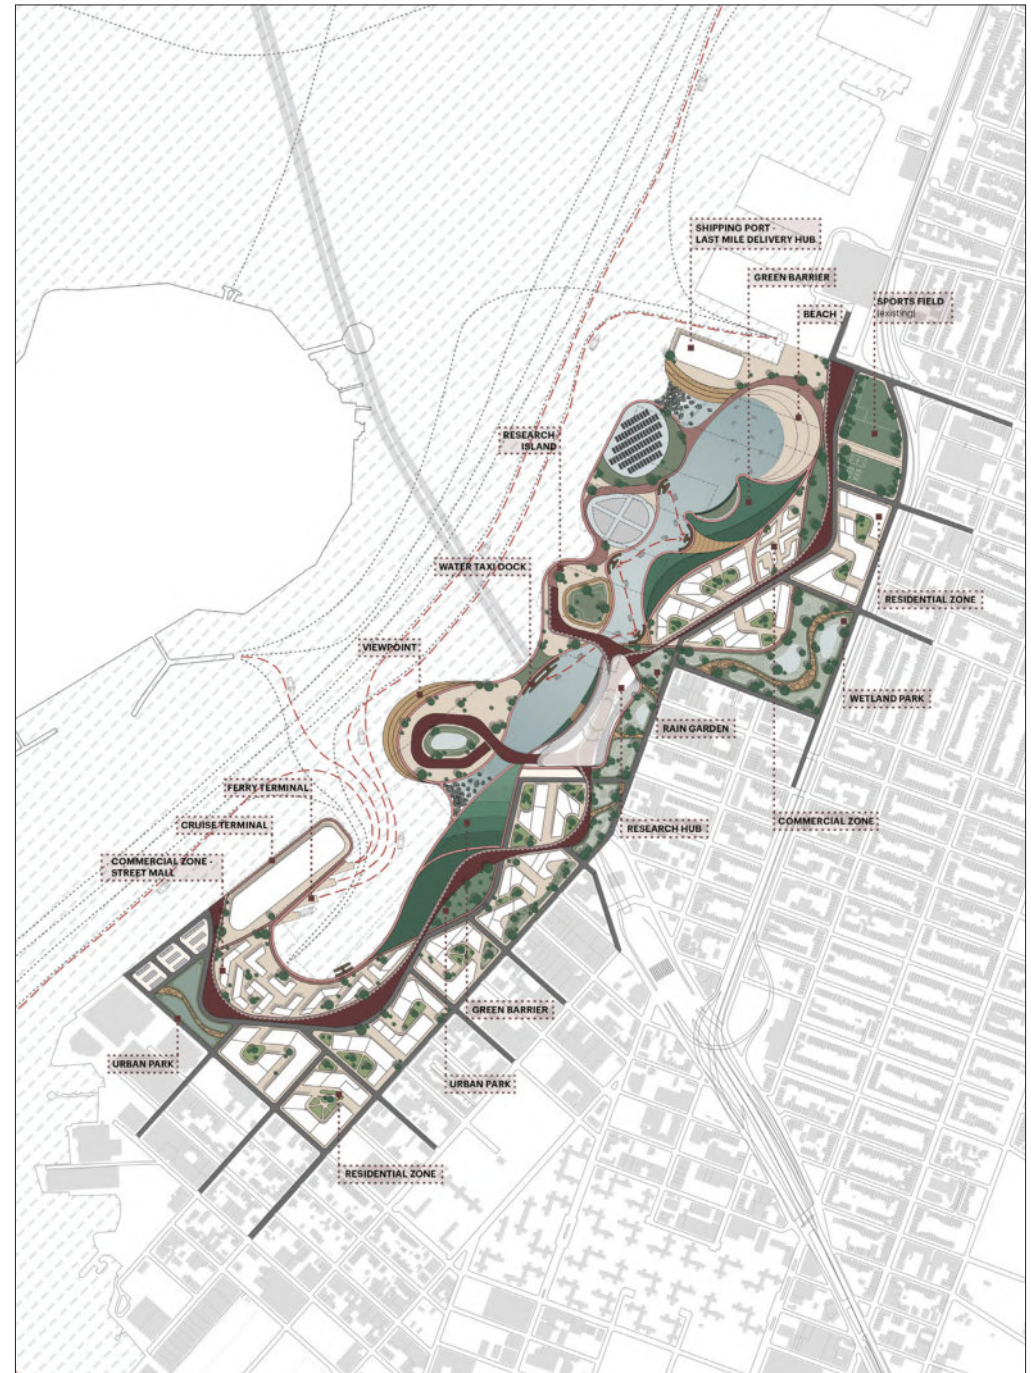 SHIPPING PORT -
LAST MILE DELIVERY HUB
GREEN BARRIER
SPORTS FIELD
(existing)
BEACH
RESEARCH
ISLAND
WATER TAXI DOCK
RESIDENTIAL ZONE
VIEWPOINT
WETLAND PARK
RAIN GARDEN
FERRY TERMINAL
CRUISE TERMINAL
RESEARCH HUB
COMMERCIAL ZONE
COMMERCIAL ZONE -
STREET MALL
GREEN BARRIER
URBAN PARK
URBAN PARK
RESIDENTIAL ZONE